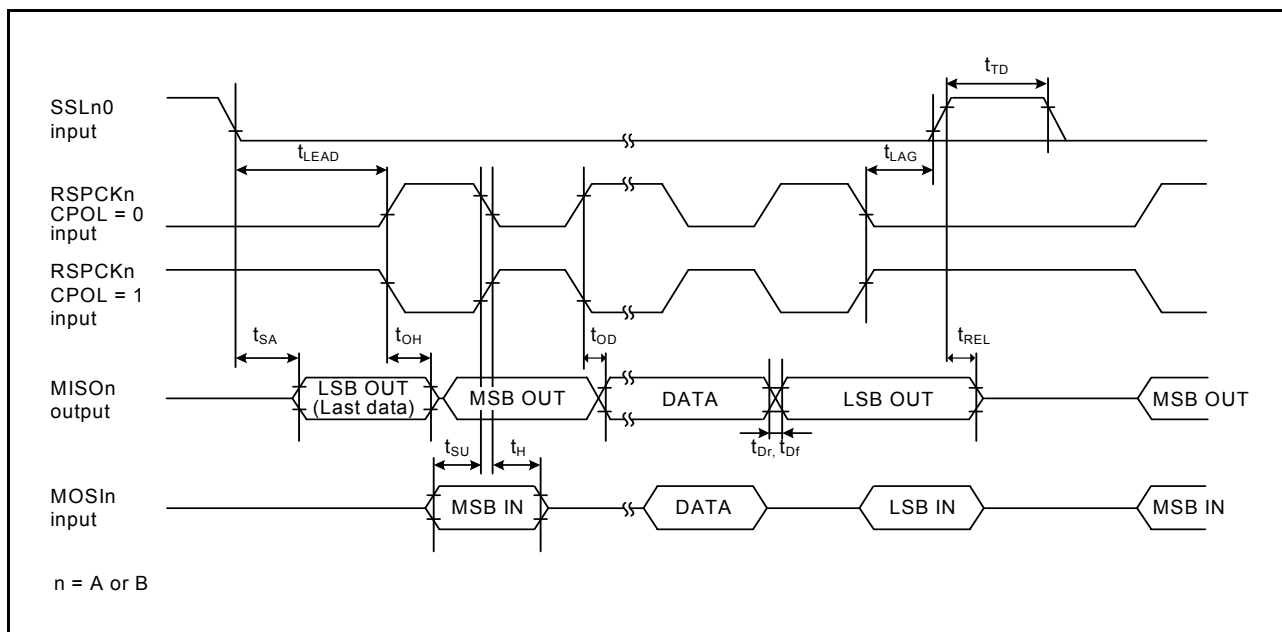 SSLn0
input
tTD
tLEAD
tLAG
RSPCKn
CPOL = 0
input
RSPCKn
CPOL = 1
input
tSA
tOH
tOD
tREL
MISOn
output
LSB OUT
(Last data)
MSB OUT
DATA
LSB OUT
MSB OUT
tSU
tH
tDr, tDf
MOSIn
input
MSB IN
DATA
LSB IN
MSB IN
n = A or B